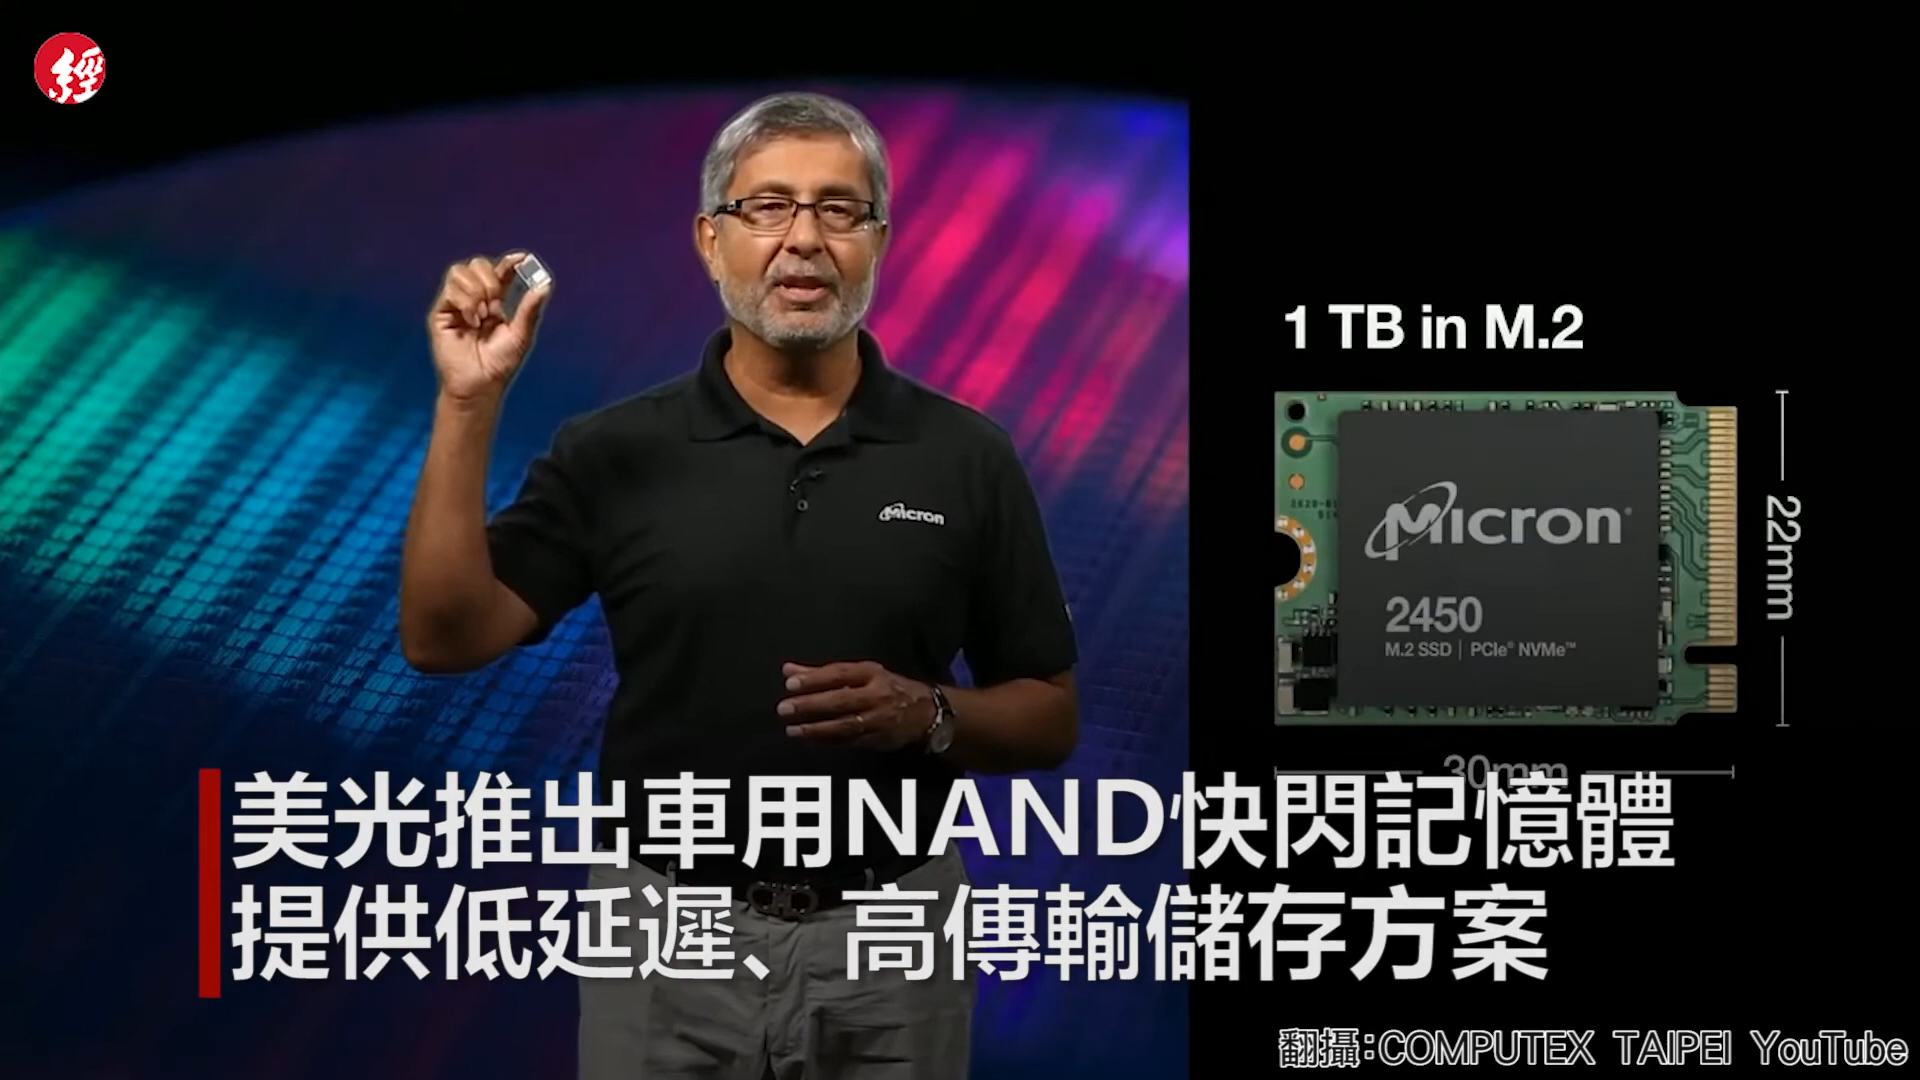 經
1 TB in M.2
Micron
Micron
2450
M.2 SSD | PCIe® NVMe™
22mm
30mm
美光推出車用NAND快閃記憶體
提供低延遲、高傳輸儲存方案
翻攝:COMPUTEX TAIPEI YouTube